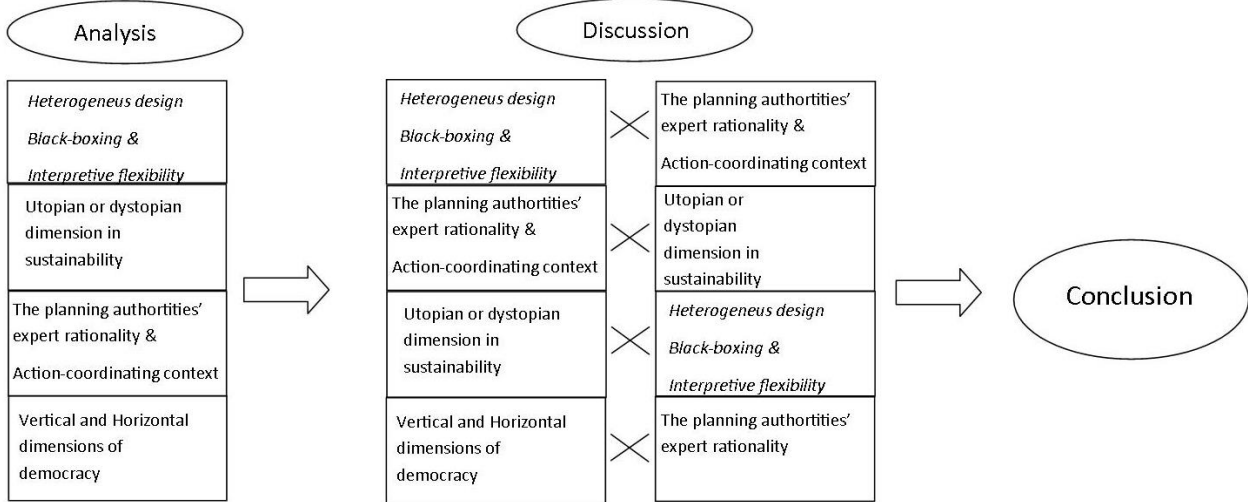 Analysis
Heterogeneus design
Black-boxing &
Interpretive flexibility
Utopian or dystopian
dimension in
sustainability
The planning authortities’
expert rationality &
Action-coordinating context
Vertical and Horizontal
dimensions of
democracy
Discussion
Heterogeneus design
Black-boxing &
Interpretive flexibility
The planning authortities’
expert rationality &
Action-coordinating context
The planning authortities’
expert rationality &
Action-coordinating context
Utopian or
dystopian
dimension in
sustainability
Utopian or dystopian
dimension in
sustainability
Heterogeneus design
Black-boxing &
Interpretive flexibility
Vertical and Horizontal
dimensions of
democracy
The planning authortities’
expert rationality
Conclusion